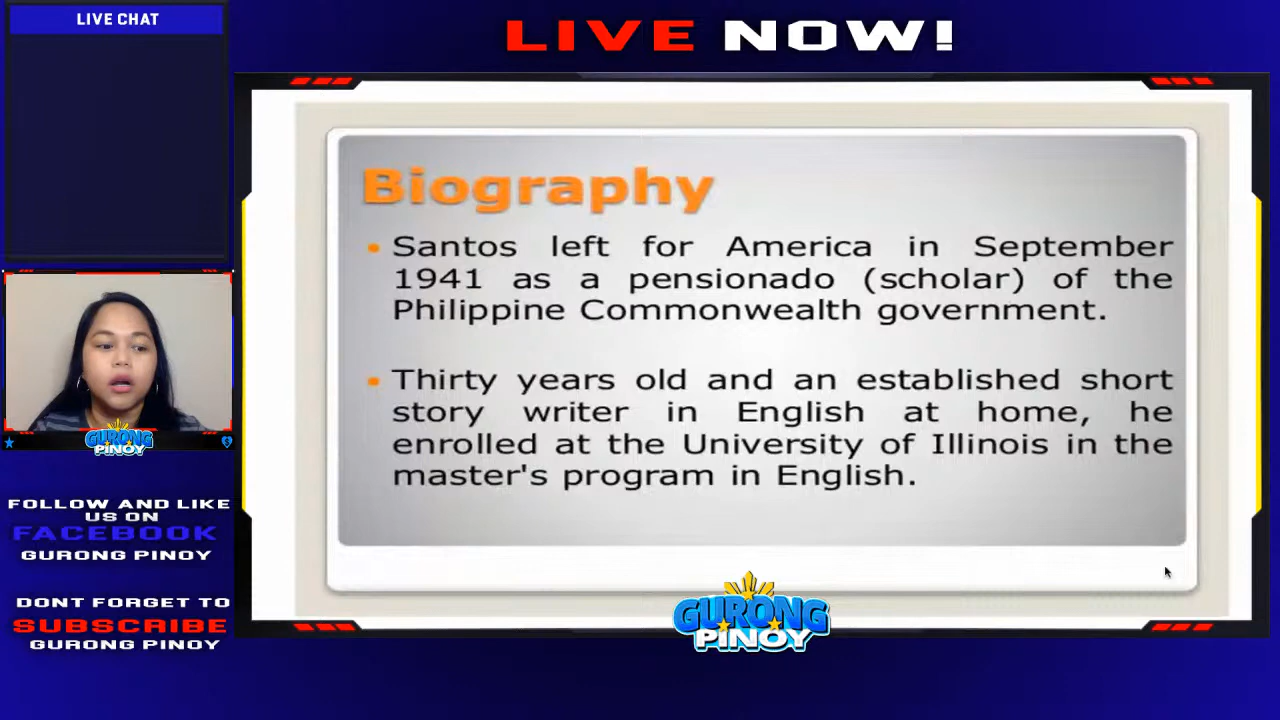 LIVE CHAT
LIVE NOW!
Biography
Santos left for America in September
1941 as a pensionado (scholar) of the
Philippine Commonwealth government.
Thirty years old and an established short
story writer in English at home, he
enrolled at the University of Illinois in the
master's program in English.
GURONG
PINOY
FOLLOW AND LIKE
US ON
FACEBOOK
GURONG PINOY
DONT FORGET TO
SUBSCRIBE
GURONG PINOY
GURONG
PINOY